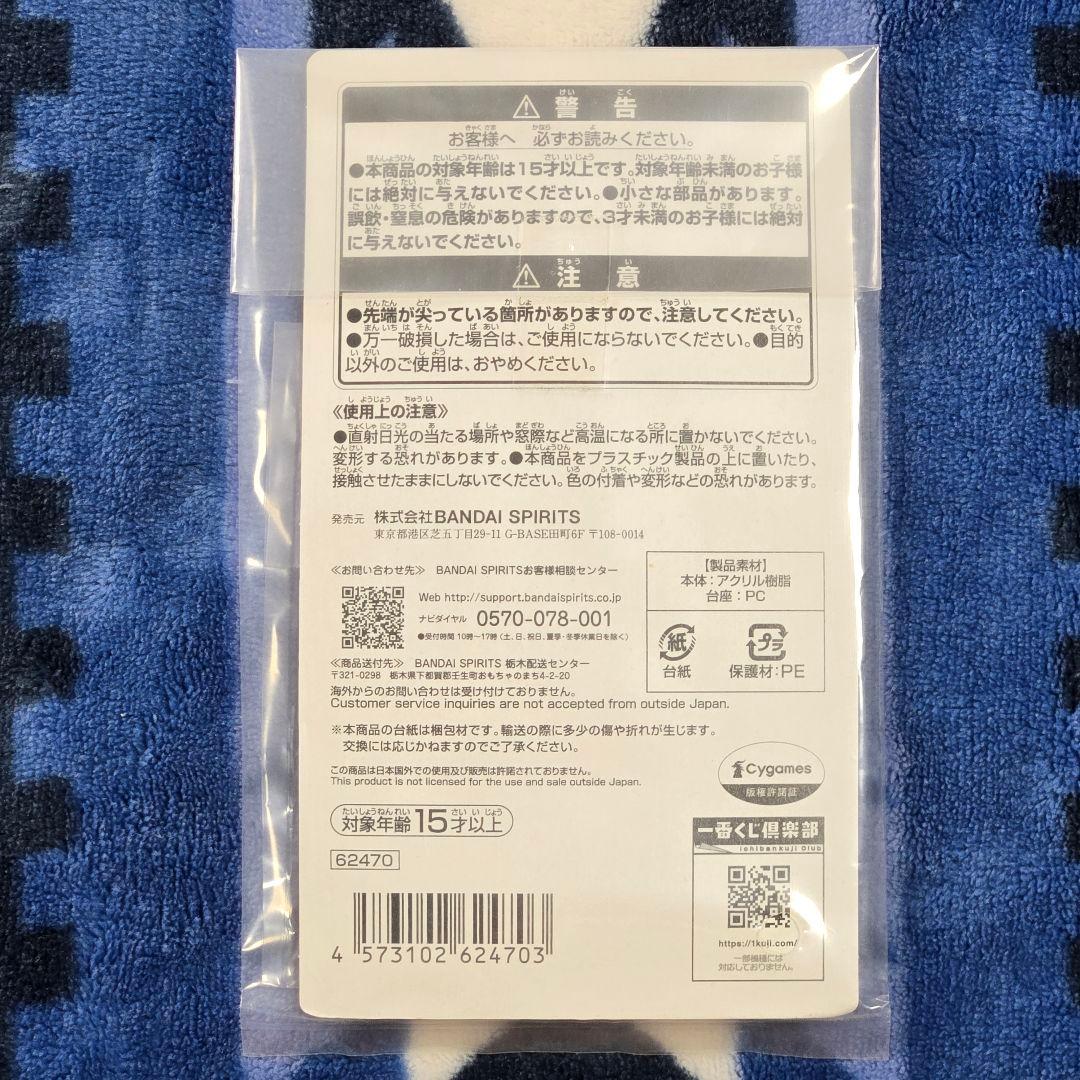 ⚠ 警告
お客様へ 必ずお読みください。
●本商品の対象年齢は15才以上です。対象年齢未満のお子様
には絶対に与えないでください。●小さな部品があります。
誤飲・窒息の危険がありますので、3才未満のお子様には絶対
に与えないでください。
⚠ 注意
●先端が尖っている箇所がありますので、注意してください。
●万一破損した場合は、ご使用にならないでください。●目的
以外のご使用は、おやめください。
《使用上の注意》
●直射日光の当たる場所や窓際など高温になる所に置かないでください。
変形する恐れがあります。●本商品をプラスチック製品の上に置いたり、
接触させたままにしないでください。色の付着や変形などの恐れがあります。
発売元 株式会社BANDAI SPIRITS
東京都港区芝五丁目29-11 G-BASE田町6F 〒108-0014
≪お問い合わせ先≫ BANDAI SPIRITSお客様相談センター
Web http://support.bandaispirits.co.jp
ナビダイヤル 0570-078-001
●受付時間 10時〜17時(土、日、祝日、夏季・冬季休業日を除く)
≪商品送付先≫ BANDAI SPIRITS 栃木配送センター
〒321-0298 栃木県下都賀郡壬生町おもちゃのまち4-2-20
海外からのお問い合わせは受け付けておりません。
Customer service inquiries are not accepted from outside Japan.
【製品素材】
本体:アクリル樹脂
台座:PC
紙
台紙
プラ
保護材:PE
※本商品の台紙は梱包材です。輸送の際に多少の傷や折れが生じます。
交換には応じかねますのでご了承ください。
この商品は日本国外での使用及び販売は許諾されておりません。
This product is not licensed for the use and sale outside Japan.
Cygames
版権許諾証
対象年齢15才以上
62470
4 573102 624703
一番くじ倶楽部
ichibankuji Club
https://1kuji.com/
一部機種には
対応しておりません。